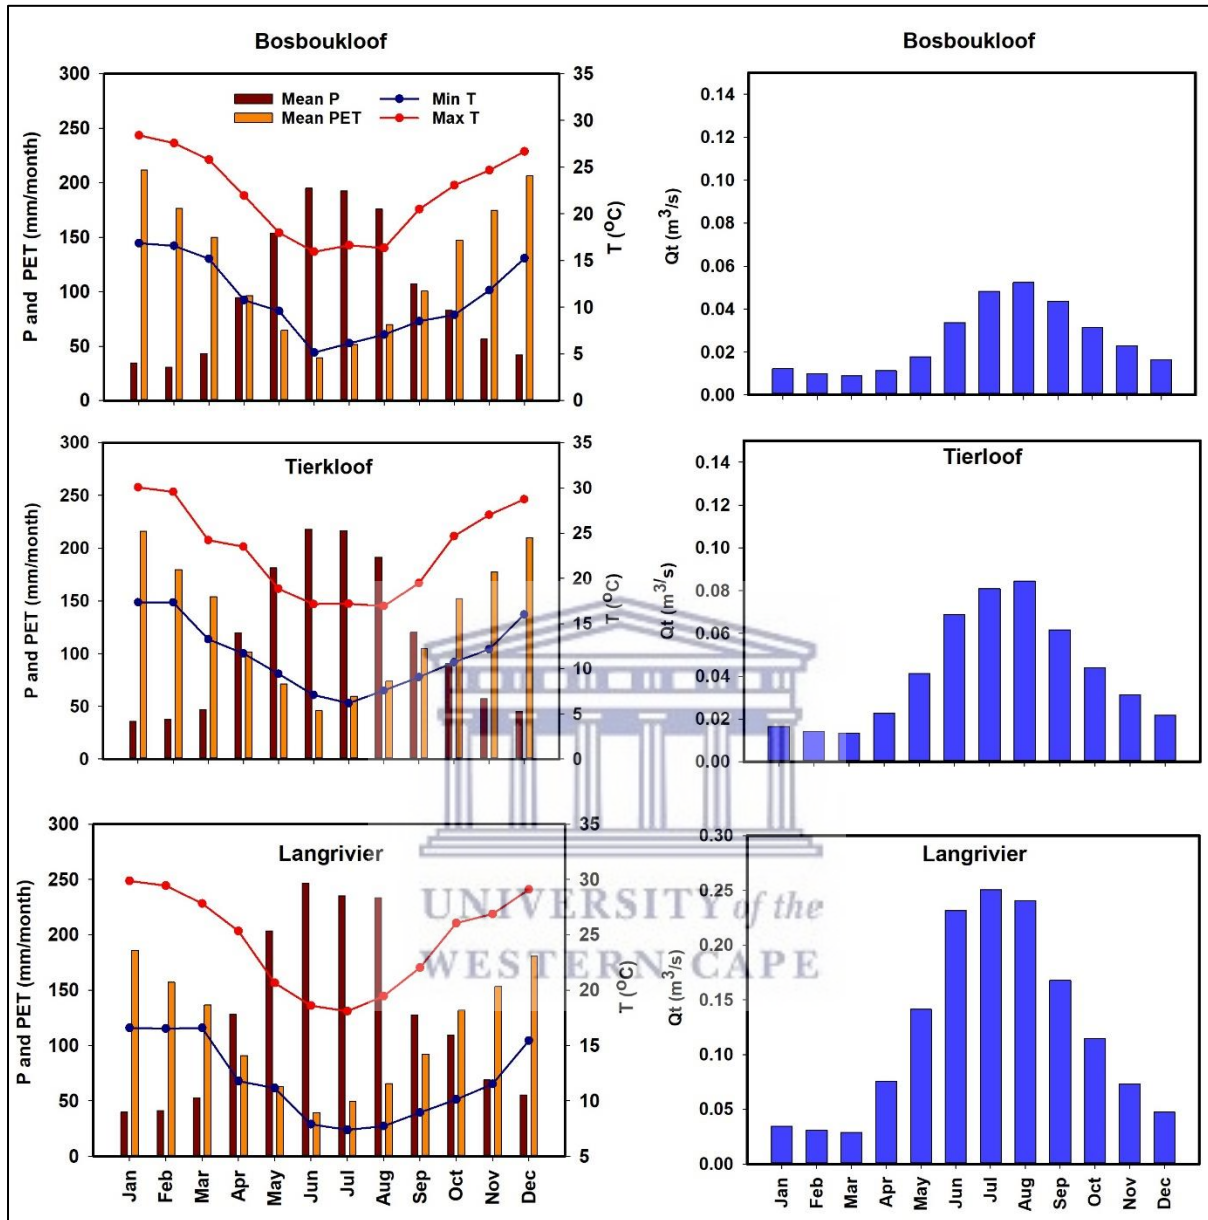 Bosboukloof
300
250
200
150
100
50
0
P and PET (mm/month)
Mean P
Mean PET
Min T
Max T
35
30
25
20
15
10
5
0
T (⁰C)
Bosboukloof
0.14
0.12
0.10
0.08
0.06
0.04
0.02
0.00
Qt (m³/s)
Tierkloof
300
250
200
150
100
50
0
P and PET (mm/month)
35
30
25
20
15
10
5
0
T (⁰C)
Tierloof
0.14
0.12
0.10
0.08
0.06
0.04
0.02
0.00
Qt (m³/s)
Langrivier
300
250
200
150
100
50
0
P and PET (mm/month)
35
30
25
20
15
10
5
T (⁰C)
Jan
Feb
Mar
Apr
May
Jun
Jul
Aug
Sep
Oct
Nov
Dec
Langrivier
0.30
0.25
0.20
0.15
0.10
0.05
0.00
Qt (m³/s)
Jan
Feb
Mar
Apr
May
Jun
Jul
Aug
Sep
Oct
Nov
Dec
UNIVERSITY of the
WESTERN CAPE